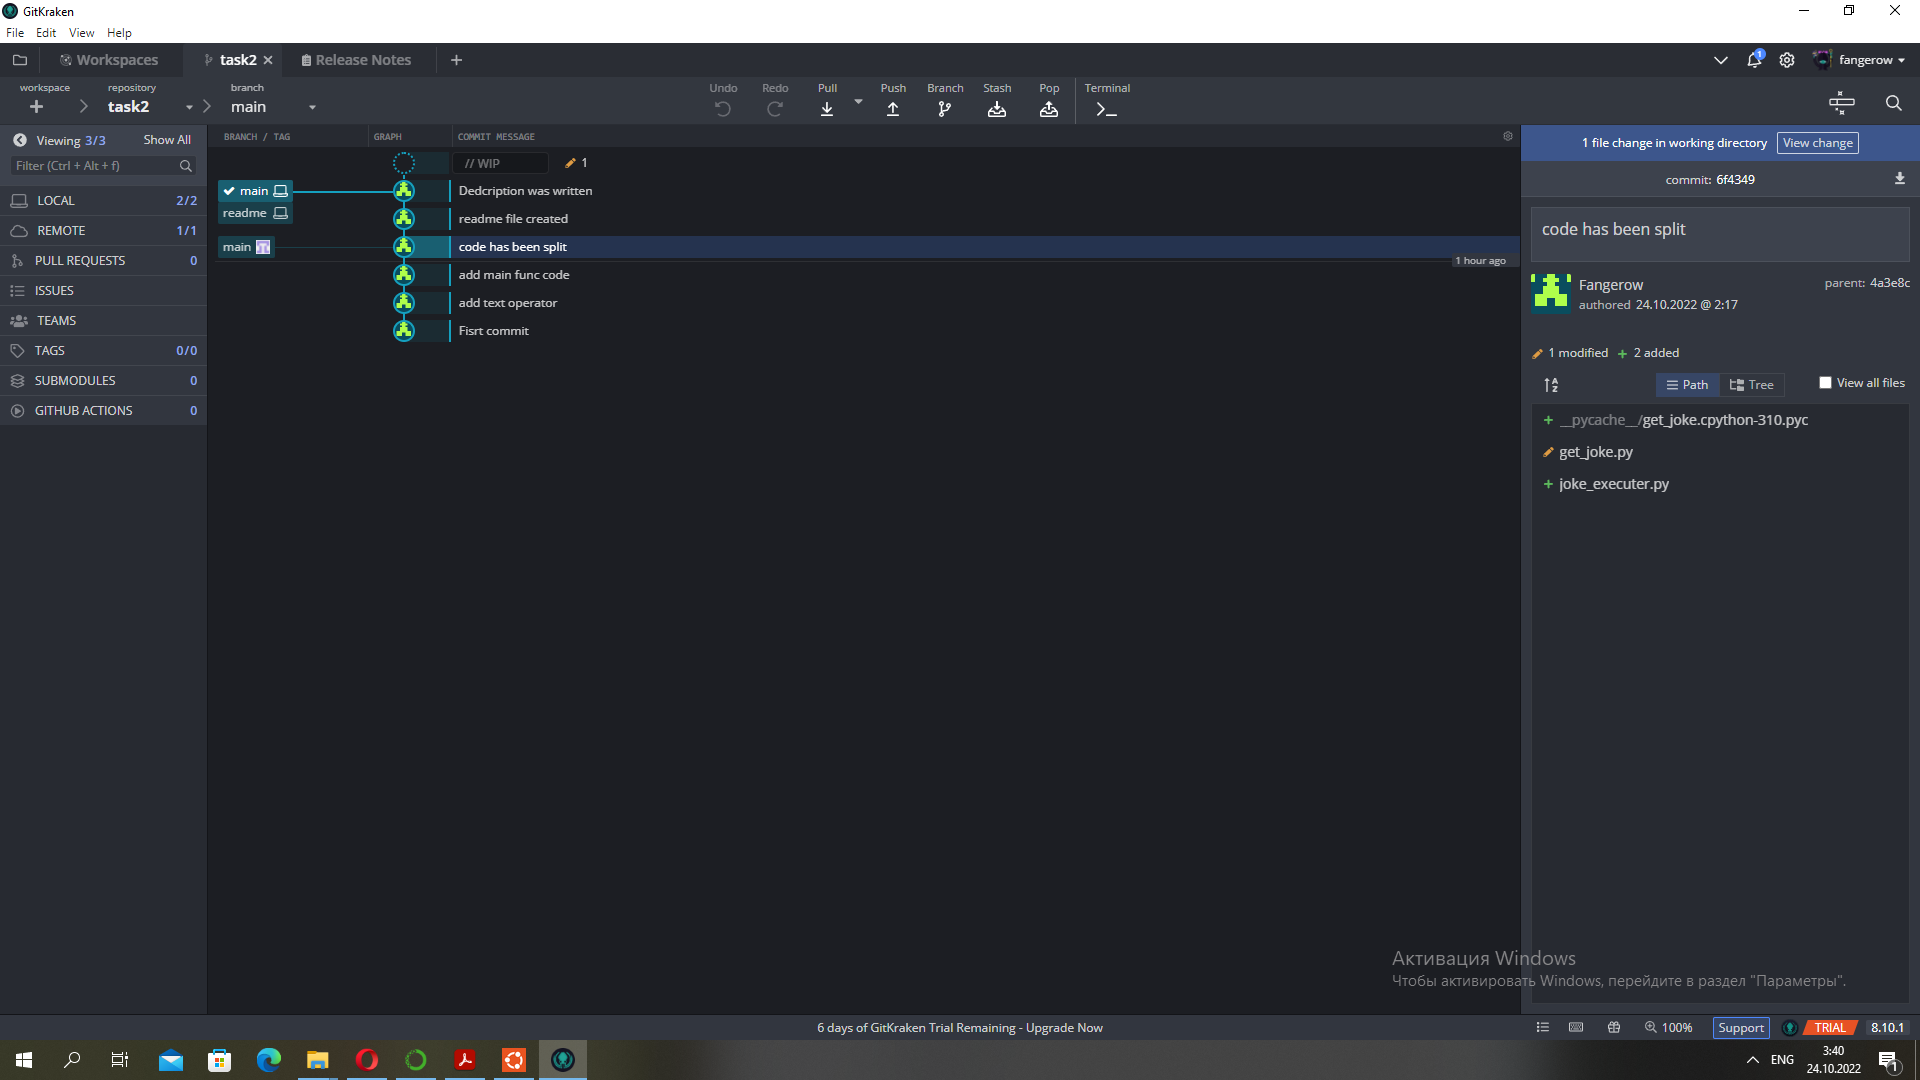 GitKraken
File Edit View Help
Workspaces task2 Release Notes
1
fangerow
workspace repository branch
task2 main
Undo Redo Pull Push Branch Stash Pop Terminal
Viewing 3/3 Show All
Filter (Ctrl + Alt + f)
LOCAL 2/2
REMOTE 1/1
PULL REQUESTS 0
ISSUES
TEAMS
TAGS 0/0
SUBMODULES 0
GITHUB ACTIONS 0
BRANCH / TAG GRAPH COMMIT MESSAGE
// WIP 1
main Dedcription was written
readme readme file created
main code has been split
1 hour ago
add main func code
add text operator
Fisrt commit
1 file change in working directory View change
commit: 6f4349
code has been split
Fangerow parent: 4a3e8c
authored 24.10.2022 @ 2:17
1 modified 2 added
Path Tree View all files
__pycache__/get_joke.cpython-310.pyc
get_joke.py
joke_executer.py
Активация Windows
Чтобы активировать Windows, перейдите в раздел "Параметры".
6 days of GitKraken Trial Remaining - Upgrade Now
100% Support TRIAL 8.10.1
ENG
3:40
24.10.2022
1